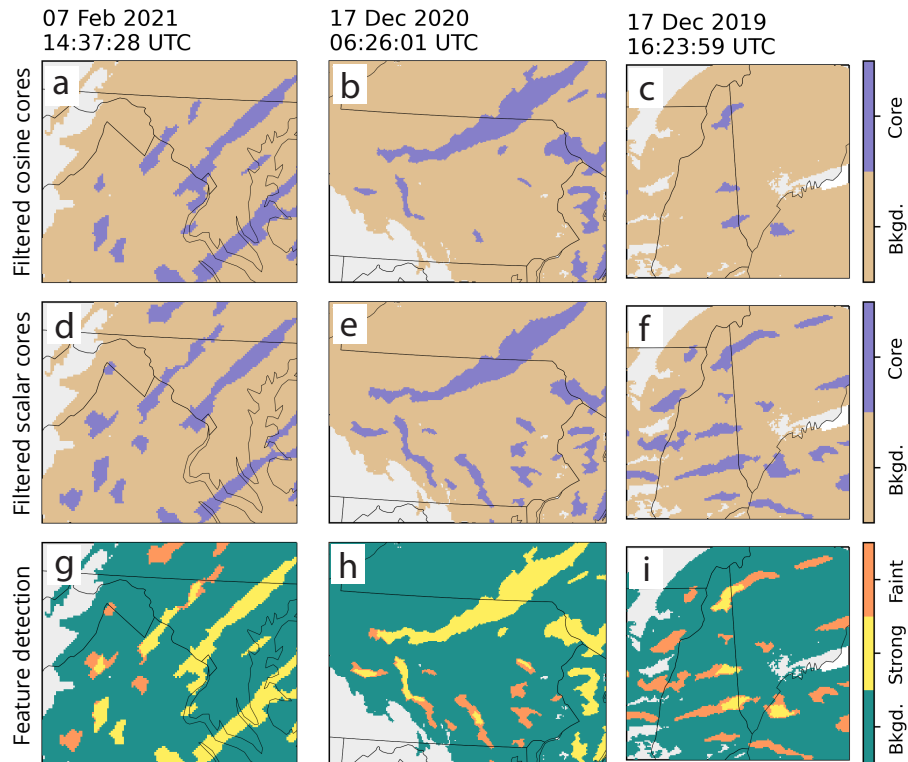 07 Feb 2021
14:37:28 UTC
17 Dec 2020
06:26:01 UTC
17 Dec 2019
16:23:59 UTC
Filtered cosine cores
a
b
c
Core
Bkgd.
Filtered scalar cores
d
e
f
Core
Bkgd.
Feature detection
g
h
i
Faint
Strong
Bkgd.